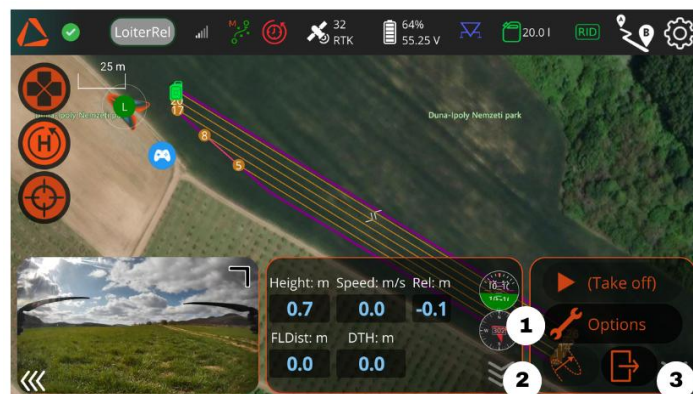 LoiterRel
M
32
RTK
64%
55.25 V
20.0 l
RID
A
B
25 m
L
Duna-Ipoly Nemzeti park
17
8
5
H
Height: m Speed: m/s Rel: m
0.7 0.0 -0.1
FLDist: m DTH: m
0.0 0.0
(Take off)
Options
1
2
3